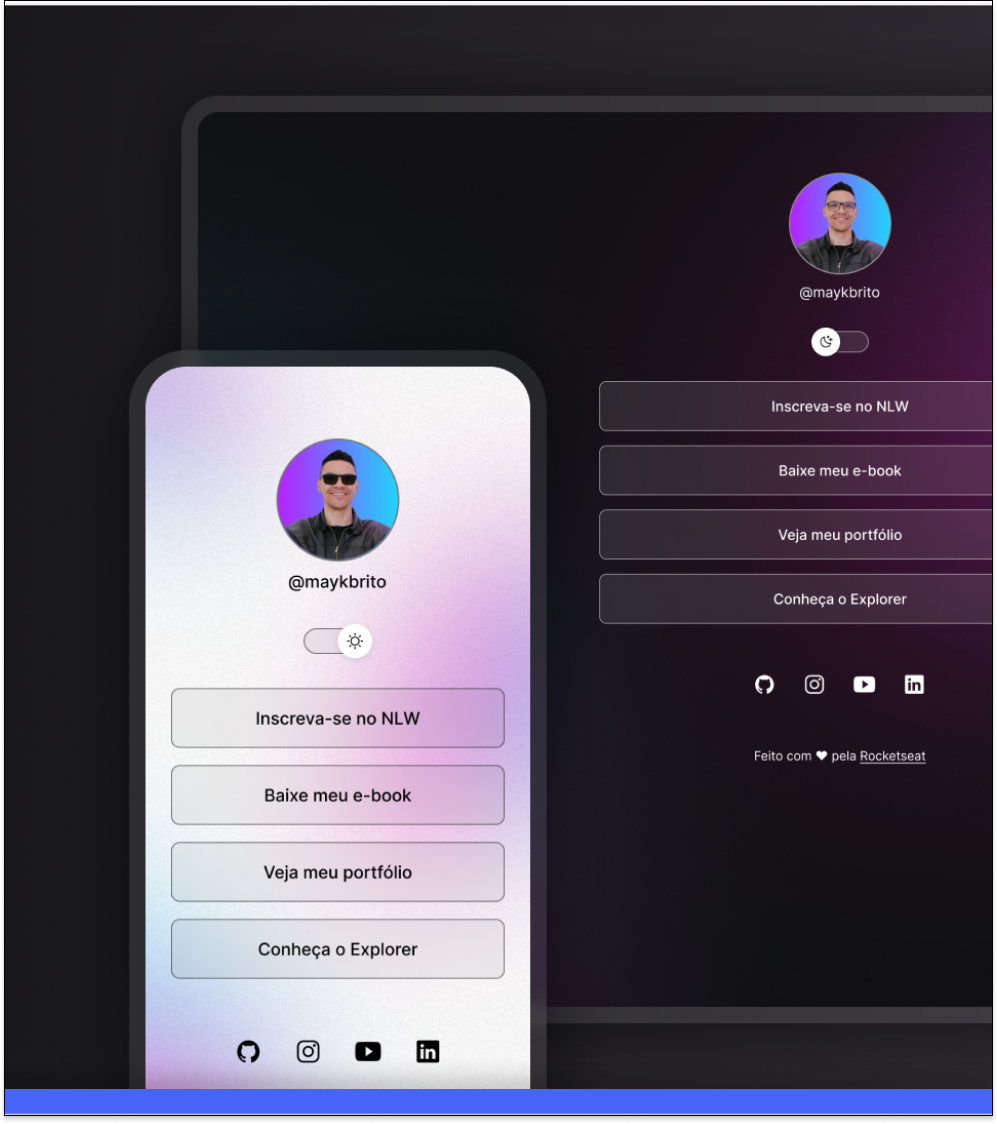 @maykbrito
Inscreva-se no NLW
Baixe meu e-book
Veja meu portfólio
Conheça o Explorer
Feito com ♥ pela Rocketseat
@maykbrito
Inscreva-se no NLW
Baixe meu e-book
Veja meu portfólio
Conheça o Explorer